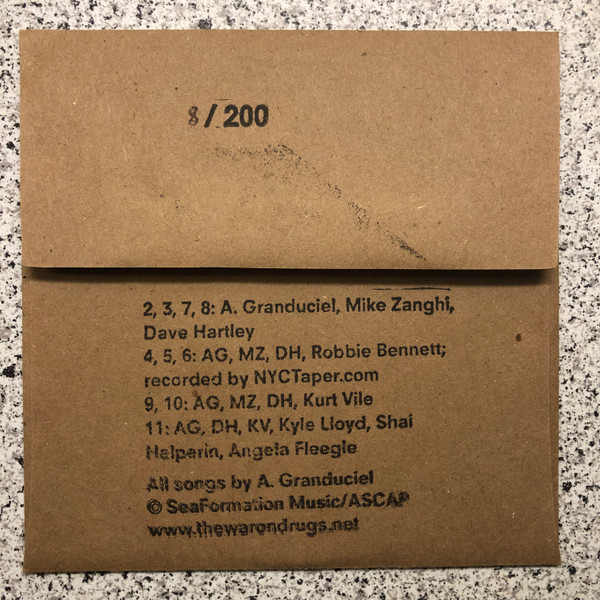 8/200
2, 3, 7, 8: A. Granduciel, Mike Zanghi,
Dave Hartley
4, 5, 6: AG, MZ, DH, Robbie Bennett;
recorded by NYCTaper.com
9, 10: AG, MZ, DH, Kurt Vile
11: AG, DH, KV, Kyle Lloyd, Shai
Halperin, Angela Fleegle
All songs by A. Granduciel
© SeaFormation Music/ASCAP
www.thewarondrugs.net